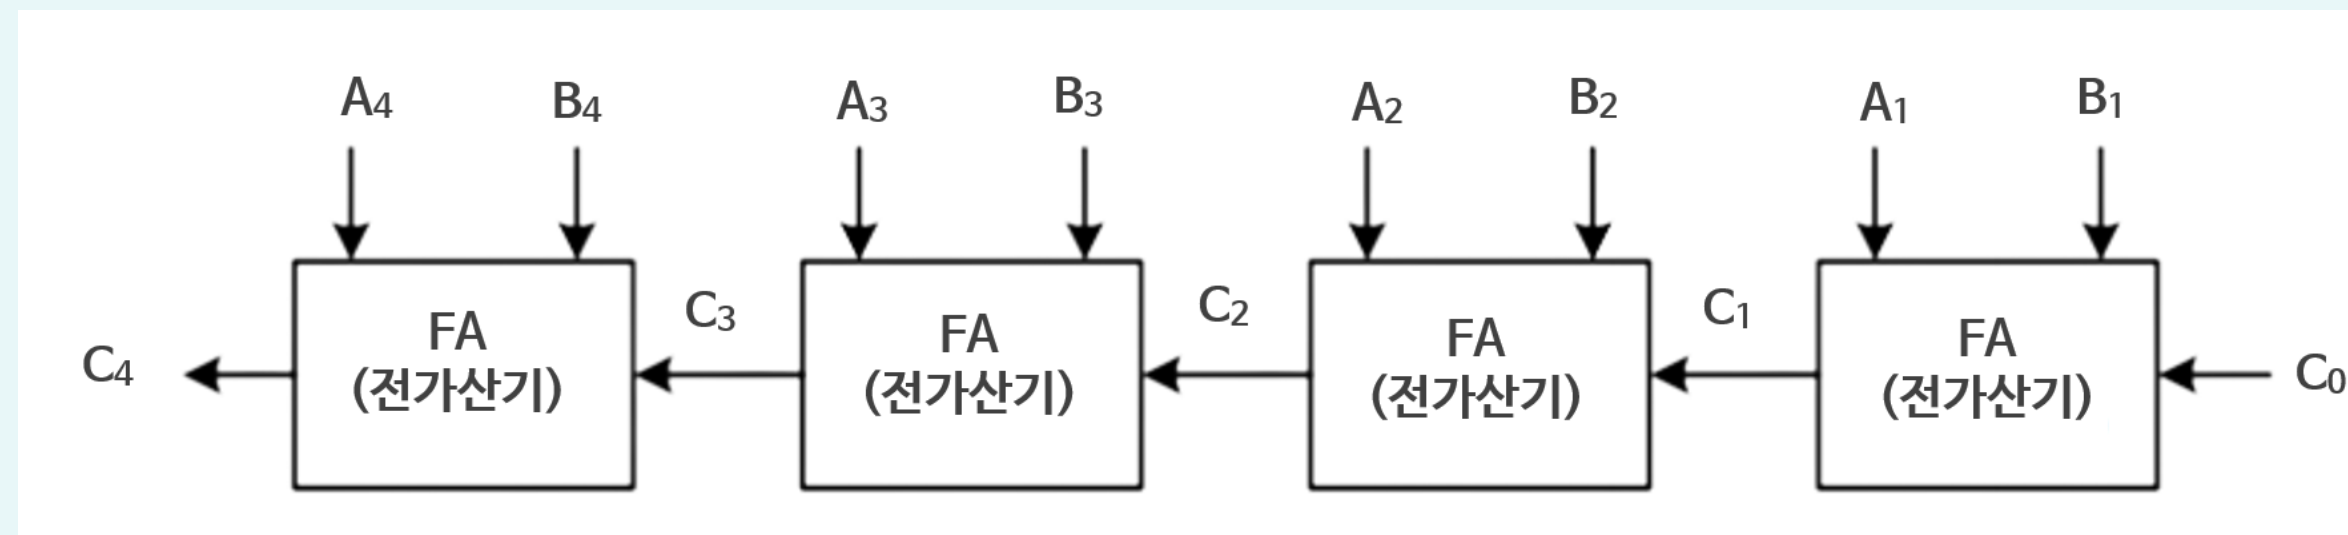 A4 B4 A3 B3 A2 B2 A1 B1
C4 FA C3 FA C2 FA C1 FA C0
(전가산기) (전가산기) (전가산기) (전가산기)